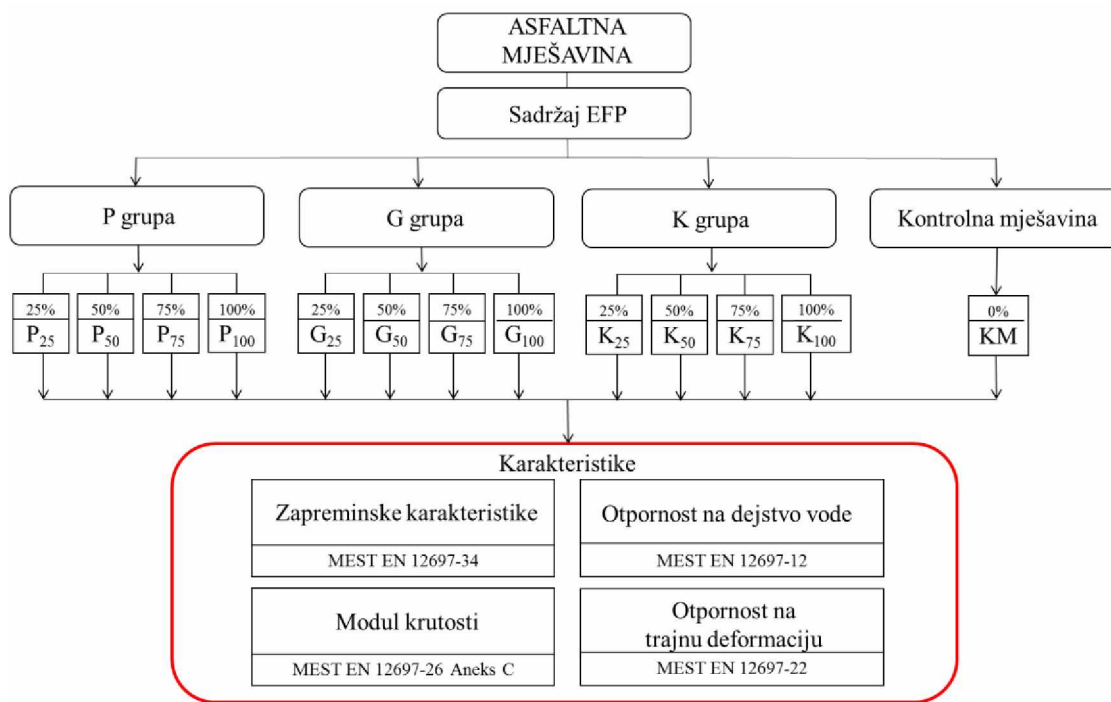 ASFALTNA
MJEŠAVINA
Sadržaj EFP
P grupa
G grupa
K grupa
Kontrolna mješavina
25%
P₂₅
50%
P₅₀
75%
P₇₅
100%
P₁₀₀
25%
G₂₅
50%
G₅₀
75%
G₇₅
100%
G₁₀₀
25%
K₂₅
50%
K₅₀
75%
K₇₅
100%
K₁₀₀
0%
KM
Karakteristike
Zapreminske karakteristike
MEST EN 12697-34
Otpornost na dejstvo vode
MEST EN 12697-12
Modul krutosti
MEST EN 12697-26 Aneks C
Otpornost na
trajnu deformaciju
MEST EN 12697-22